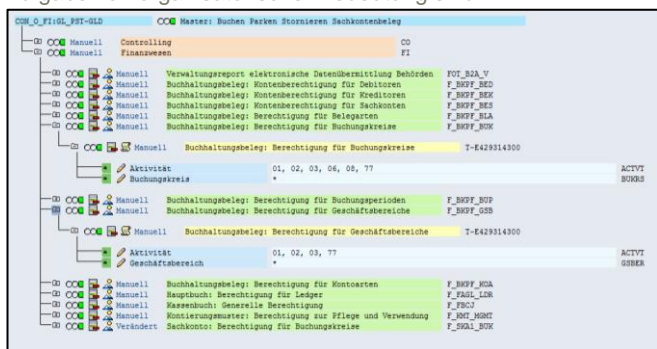 CON_O_FI:GL_PST-GLD Master: Buchen Parken Stornieren Sachkontenbeleg
Manuell Controlling CO
Manuell Finanzwesen FI
Manuell Verwaltungsreport elektronische Datenübermittlung Behörden FOT_B2A_V
Manuell Buchhaltungsbeleg: Kontenberechtigung für Debitoren F_BKPF_BED
Manuell Buchhaltungsbeleg: Kontenberechtigung für Kreditoren F_BKPF_BEK
Manuell Buchhaltungsbeleg: Kontenberechtigung für Sachkonten F_BKPF_BES
Manuell Buchhaltungsbeleg: Berechtigung für Belegarten F_BKPF_BLA
Manuell Buchhaltungsbeleg: Berechtigung für Buchungskreise F_BKPF_BUK
Manuell Buchhaltungsbeleg: Berechtigung für Buchungskreise T-E429314300
* Aktivität 01, 02, 03, 06, 08, 77 ACTVT
* Buchungskreis * BUKRS
Manuell Buchhaltungsbeleg: Berechtigung für Buchungsperioden F_BKPF_BUP
Manuell Buchhaltungsbeleg: Berechtigung für Geschäftsbereiche F_BKPF_GSB
Manuell Buchhaltungsbeleg: Berechtigung für Geschäftsbereiche T-E429314300
* Aktivität 01, 02, 03, 77 ACTVT
* Geschäftsbereich * GSBER
Manuell Buchhaltungsbeleg: Berechtigung für Kontoarten F_BKPF_KOA
Manuell Hauptbuch: Berechtigung für Ledger F_FAGL_LDR
Manuell Kassenbuch: Generelle Berechtigung F_FBCJ
Manuell Kontierungsmuster: Berechtigung zur Pflege und Verwendung F_KMT_MGMT
Verändert Sachkonto: Berechtigung für Buchungskreise F_SKA1_BUK